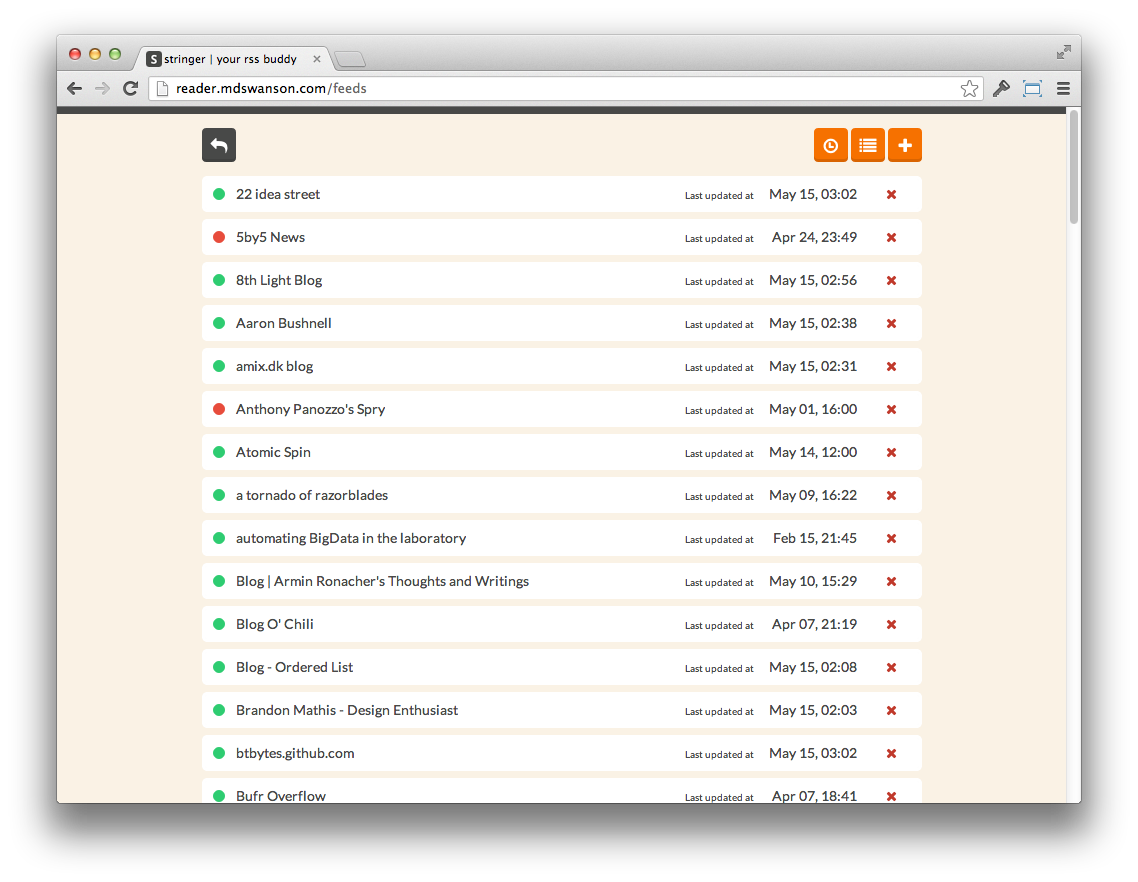 S stringer | your rss buddy
reader.mdswanson.com/feeds
22 idea street Last updated at May 15, 03:02
5by5 News Last updated at Apr 24, 23:49
8th Light Blog Last updated at May 15, 02:56
Aaron Bushnell Last updated at May 15, 02:38
amix.dk blog Last updated at May 15, 02:31
Anthony Panozzo's Spry Last updated at May 01, 16:00
Atomic Spin Last updated at May 14, 12:00
a tornado of razorblades Last updated at May 09, 16:22
automating BigData in the laboratory Last updated at Feb 15, 21:45
Blog | Armin Ronacher's Thoughts and Writings Last updated at May 10, 15:29
Blog O' Chili Last updated at Apr 07, 21:19
Blog - Ordered List Last updated at May 15, 02:08
Brandon Mathis - Design Enthusiast Last updated at May 15, 02:03
btbytes.github.com Last updated at May 15, 03:02
Bufr Overflow Last updated at Apr 07, 18:41